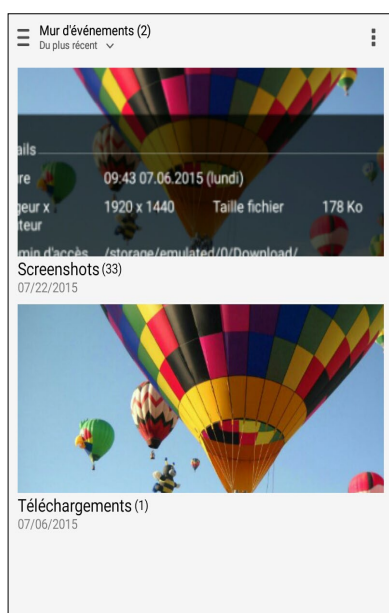 Mur d'événements (2)
Du plus récent
ails
re 09:43 07.06.2015 (lundi)
geur x 1920 x 1440 Taille fichier 178 Ko
uteur
min d'accès /storage/emulated/0/Download/
Screenshots (33)
07/22/2015
Téléchargements (1)
07/06/2015